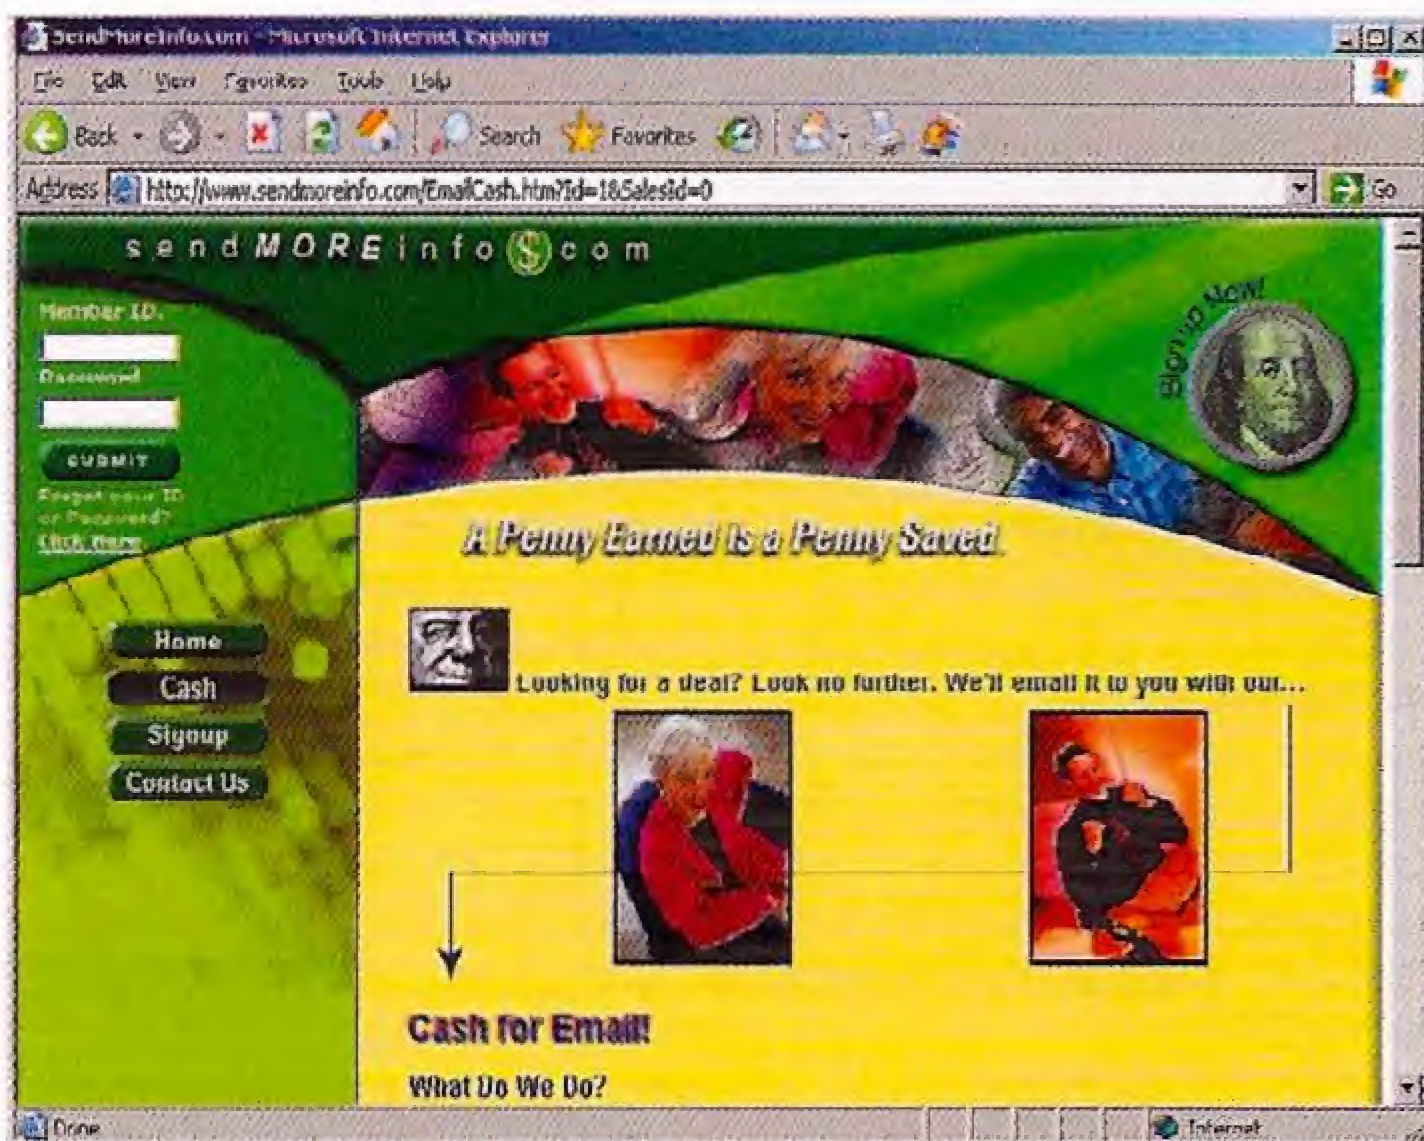 SendMoreInfo.com - Microsoft Internet Explorer
File Edit View Favorites Tools Help
Back Search Favorites
Address http://www.sendmoreinfo.com/EmailCash.htm?Id=1&SalesId=0 Go
sendMOREinfo$com
Sign up Now!
Member ID.
Password
SUBMIT
Forgot your ID
or Password?
Click Here
Home
Cash
Signup
Contact Us
A Penny Earned is a Penny Saved.
Looking for a deal? Look no further. We'll email it to you with our...
Cash for Email!
What Do We Do?
Done Internet